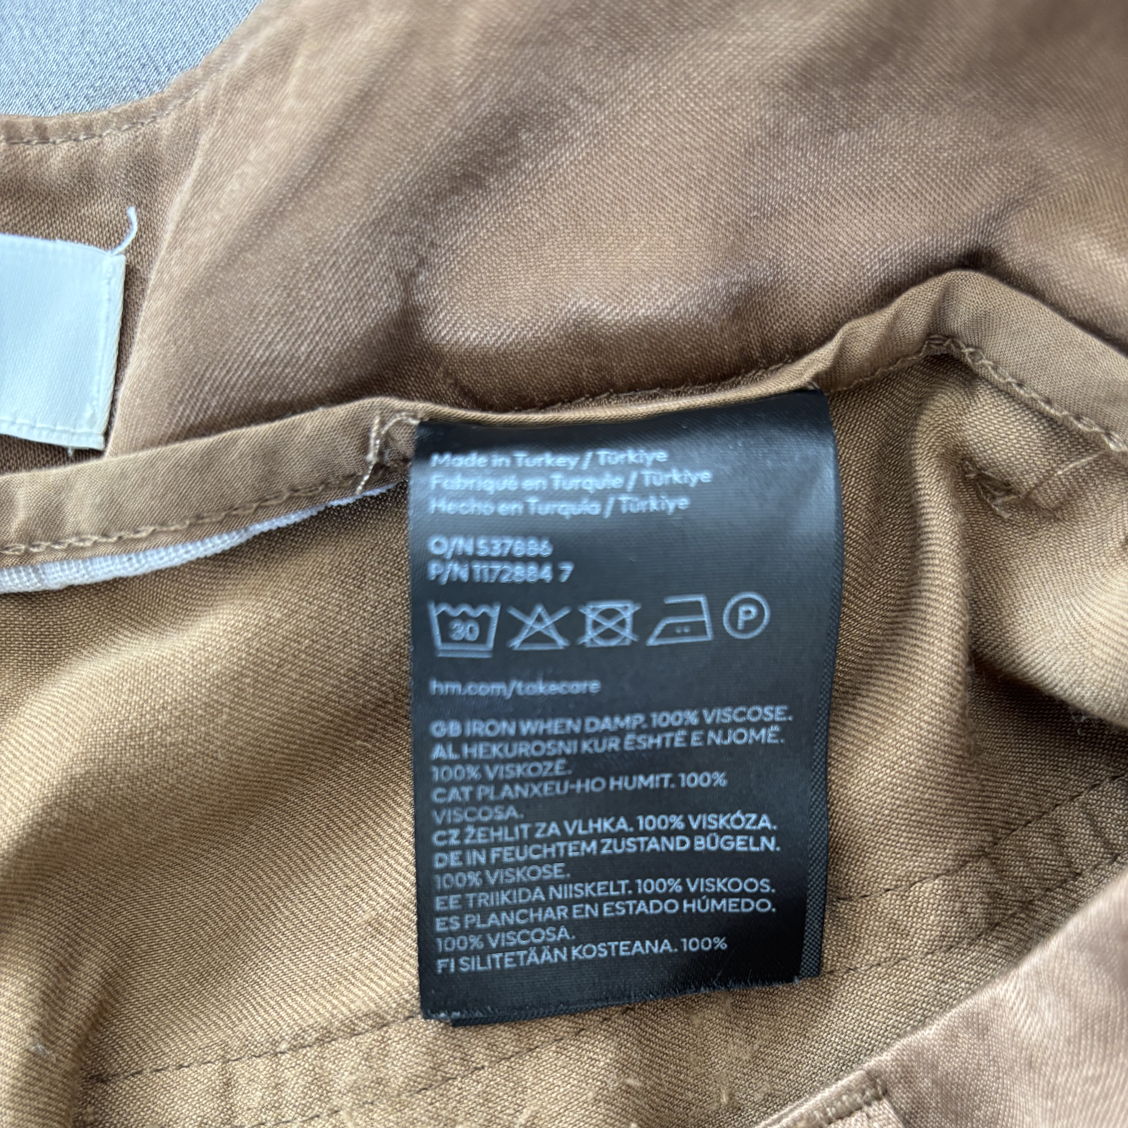 Made in Turkey / Türkiye
Fabriqué en Turquie / Türkiye
Hecho en Turquía / Türkiye
O/N 537886
P/N 1172884 7
30
P
hm.com/takecare
GB IRON WHEN DAMP. 100% VISCOSE.
AL HEKUROSNI KUR ËSHTË E NJOMË.
100% VISKOZË.
CAT PLANXEU-HO HUMIT. 100%
VISCOSA.
CZ ŽEHLIT ZA VLHKA. 100% VISKÓZA.
DE IN FEUCHTEM ZUSTAND BÜGELN.
100% VISKOSE.
EE TRIIKIDA NIISKELT. 100% VISKOOS.
ES PLANCHAR EN ESTADO HÚMEDO.
100% VISCOSA.
FI SILITETÄÄN KOSTEANA. 100%